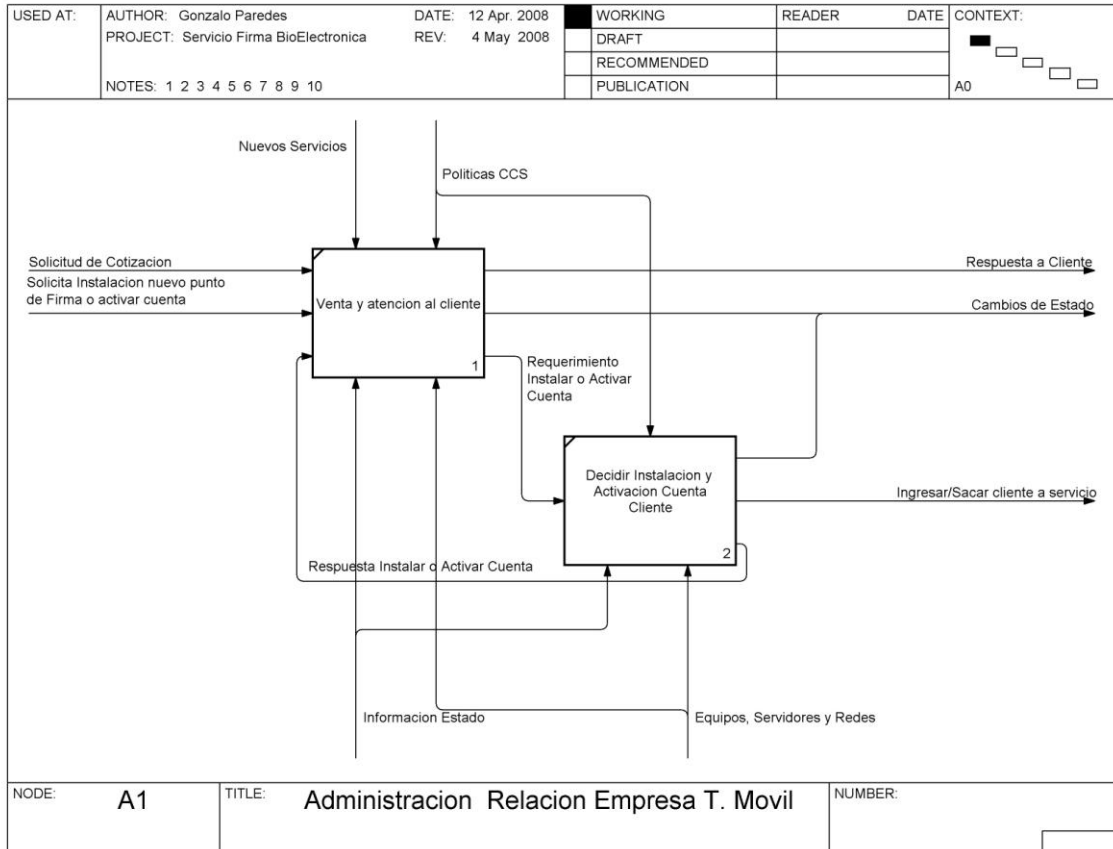 USED AT:
AUTHOR: Gonzalo Paredes
DATE: 12 Apr. 2008
WORKING
READER
DATE
CONTEXT:
PROJECT: Servicio Firma BioElectronica
REV: 4 May 2008
DRAFT
RECOMMENDED
NOTES: 1 2 3 4 5 6 7 8 9 10
PUBLICATION
A0
Nuevos Servicios
Politicas CCS
Solicitud de Cotizacion
Respuesta a Cliente
Solicita Instalacion nuevo punto
de Firma o activar cuenta
Venta y atencion al cliente
1
Cambios de Estado
Requerimiento
Instalar o Activar
Cuenta
Decidir Instalacion y
Activacion Cuenta
Cliente
2
Ingresar/Sacar cliente a servicio
Respuesta Instalar o Activar Cuenta
Informacion Estado
Equipos, Servidores y Redes
NODE:
A1
TITLE:
Administracion Relacion Empresa T. Movil
NUMBER: